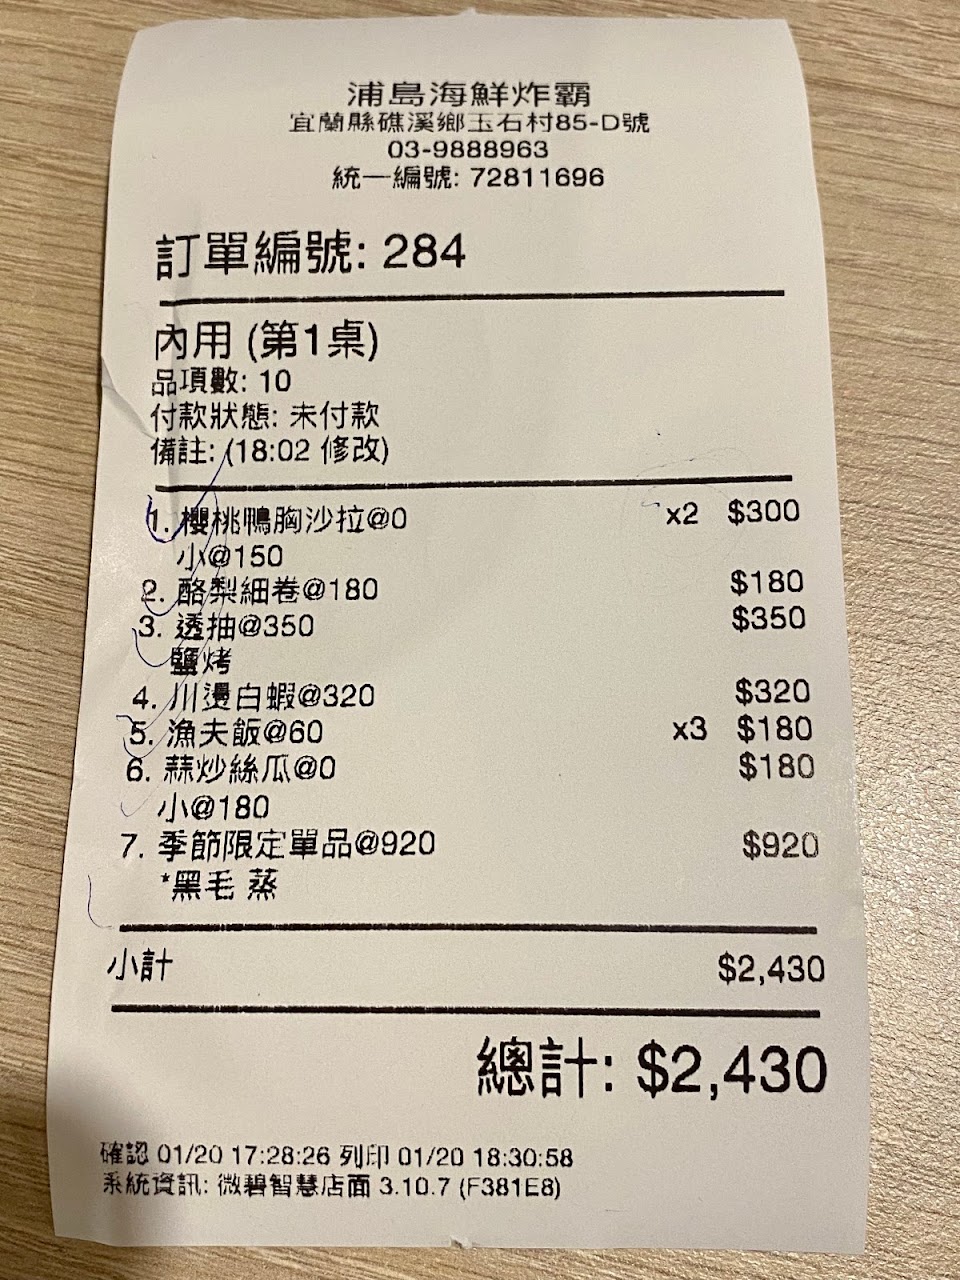 浦島海鮮炸霸
宜蘭縣礁溪鄉玉石村85-D號
03-9888963
統一編號: 72811696
訂單編號: 284
內用 (第1桌)
品項數: 10
付款狀態: 未付款
備註: (18:02 修改)
1. 櫻桃鴨胸沙拉@0 x2 $300
小@150
2. 酪梨細卷@180 $180
3. 透抽@350 $350
鹽烤
4. 川燙白蝦@320 $320
5. 漁夫飯@60 x3 $180
6. 蒜炒絲瓜@0 $180
小@180
7. 季節限定單品@920 $920
*黑毛 蒸
小計 $2,430
總計: $2,430
確認 01/20 17:28:26 列印 01/20 18:30:58
系統資訊: 微碧智慧店面 3.10.7 (F381E8)